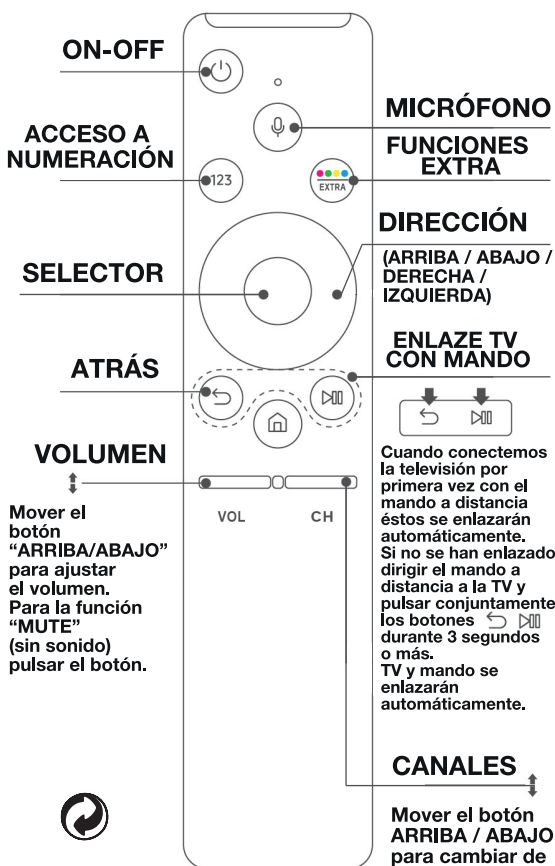 ON-OFF
MICRÓFONO
ACCESO A
NUMERACIÓN
123
FUNCIONES
EXTRA
EXTRA
DIRECCIÓN
(ARRIBA / ABAJO /
DERECHA /
IZQUIERDA)
SELECTOR
ENLAZE TV
CON MANDO
ATRÁS
Cuando conectemos
la televisión por
primera vez con el
mando a distancia
éstos se enlazarán
automáticamente.
Si no se han enlazado
dirigir el mando a
distancia a la TV y
pulsar conjuntamente
los botones
durante 3 segundos
o más.
TV y mando se
enlazarán
automáticamente.
VOLUMEN
Mover el
botón
“ARRIBA/ABAJO”
para ajustar
el volumen.
Para la función
“MUTE”
(sin sonido)
pulsar el botón.
VOL
CH
CANALES
Mover el botón
ARRIBA / ABAJO
para cambiar de